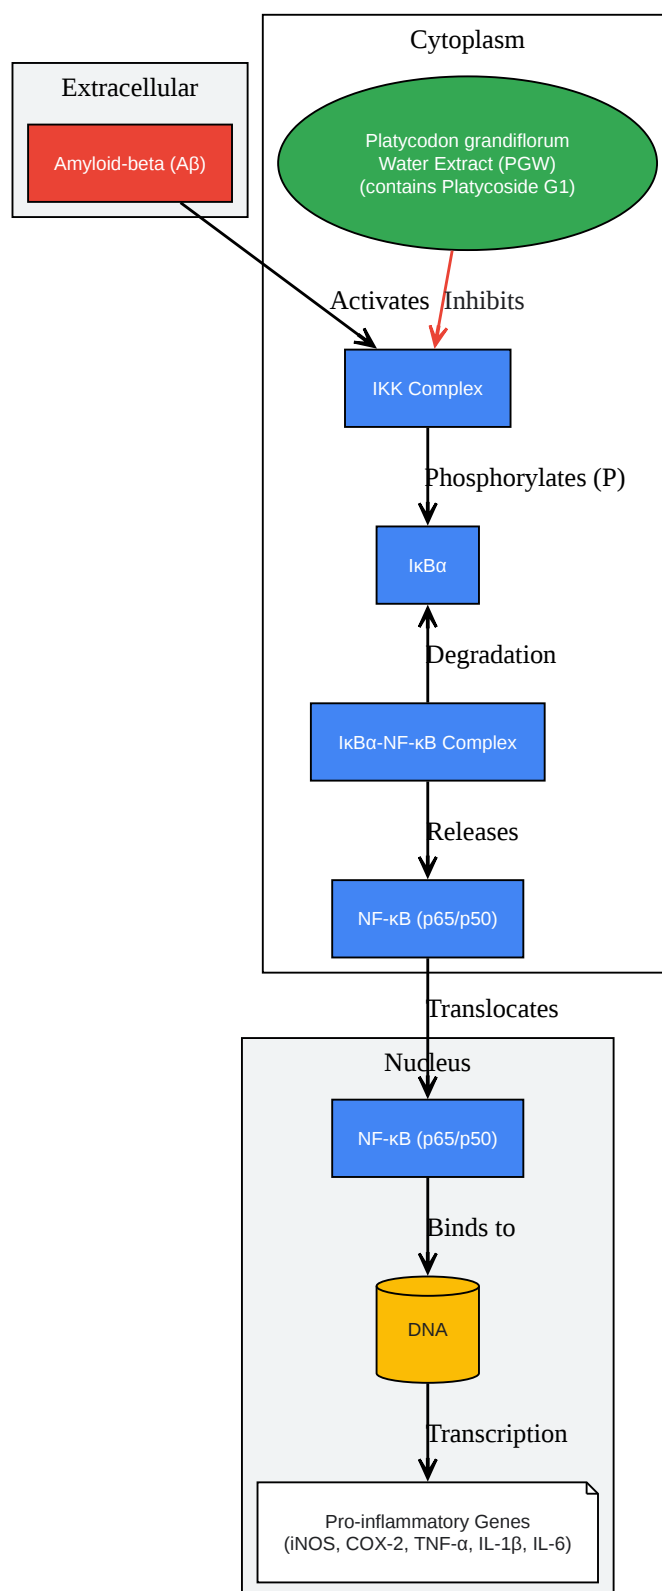 Cytoplasm
Extracellular
Amyloid-beta (Aβ)
Platycodon grandiflorum
Water Extract (PGW)
(contains Platycoside G1)
Activates
Inhibits
IKK Complex
Phosphorylates (P)
IκBα
Degradation
IκBα-NF-κB Complex
Releases
NF-κB (p65/p50)
Translocates
Nucleus
NF-κB (p65/p50)
Binds to
DNA
Transcription
Pro-inflammatory Genes
(iNOS, COX-2, TNF-α, IL-1β, IL-6)